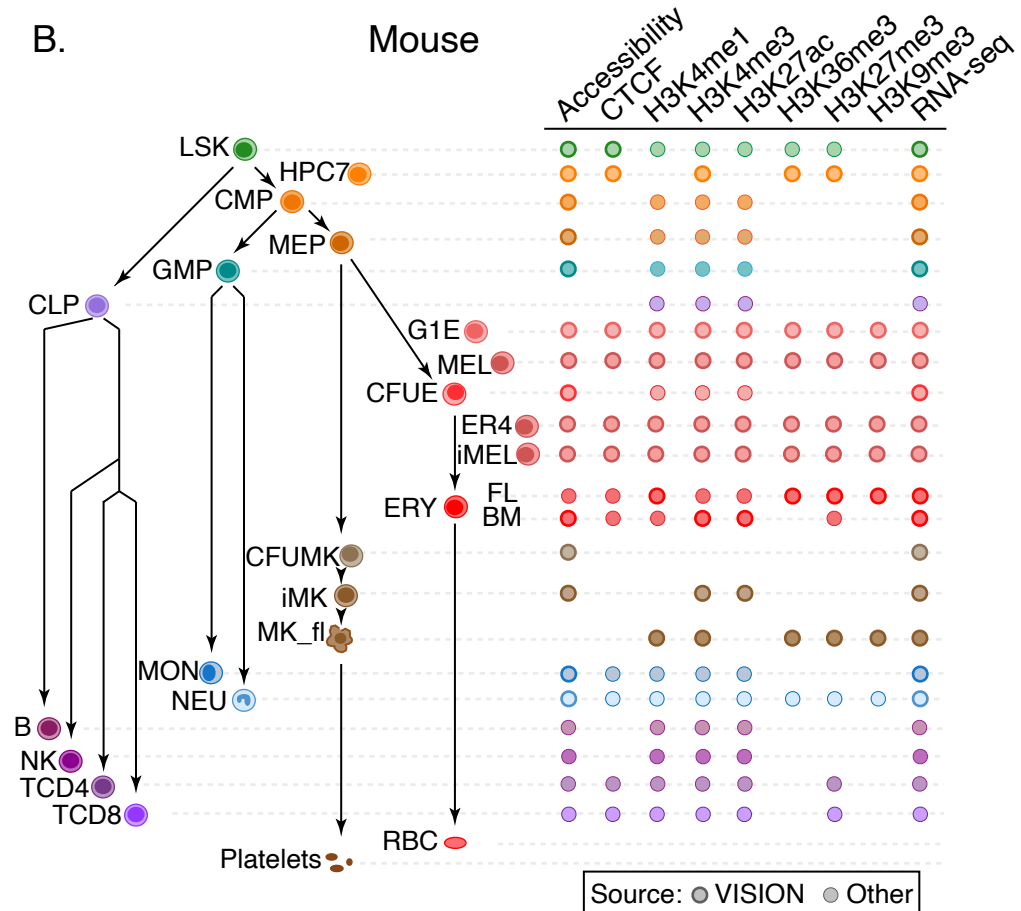 B.
Mouse
Accessibility
CTCF
H3K4me1
H3K4me3
H3K27ac
H3K36me3
H3K27me3
H3K9me3
RNA-seq
LSK
HPC7
CMP
MEP
GMP
CLP
G1E
MEL
CFUE
ER4
iMEL
FL
ERY
BM
CFUMK
iMK
MK_fl
MON
NEU
B
NK
TCD4
TCD8
RBC
Platelets
Source: VISION Other